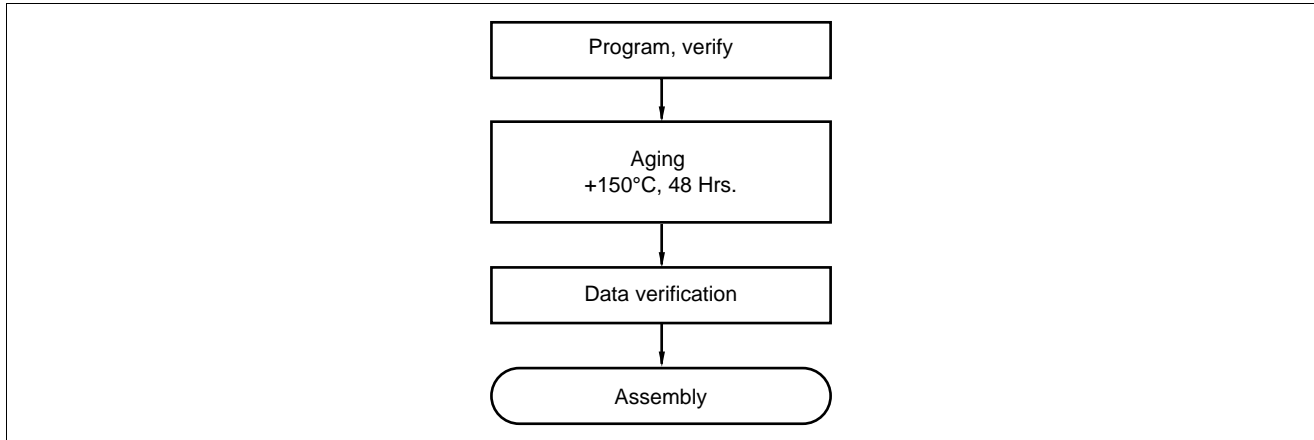 Program, verify
Aging
+150°C, 48 Hrs.
Data verification
Assembly